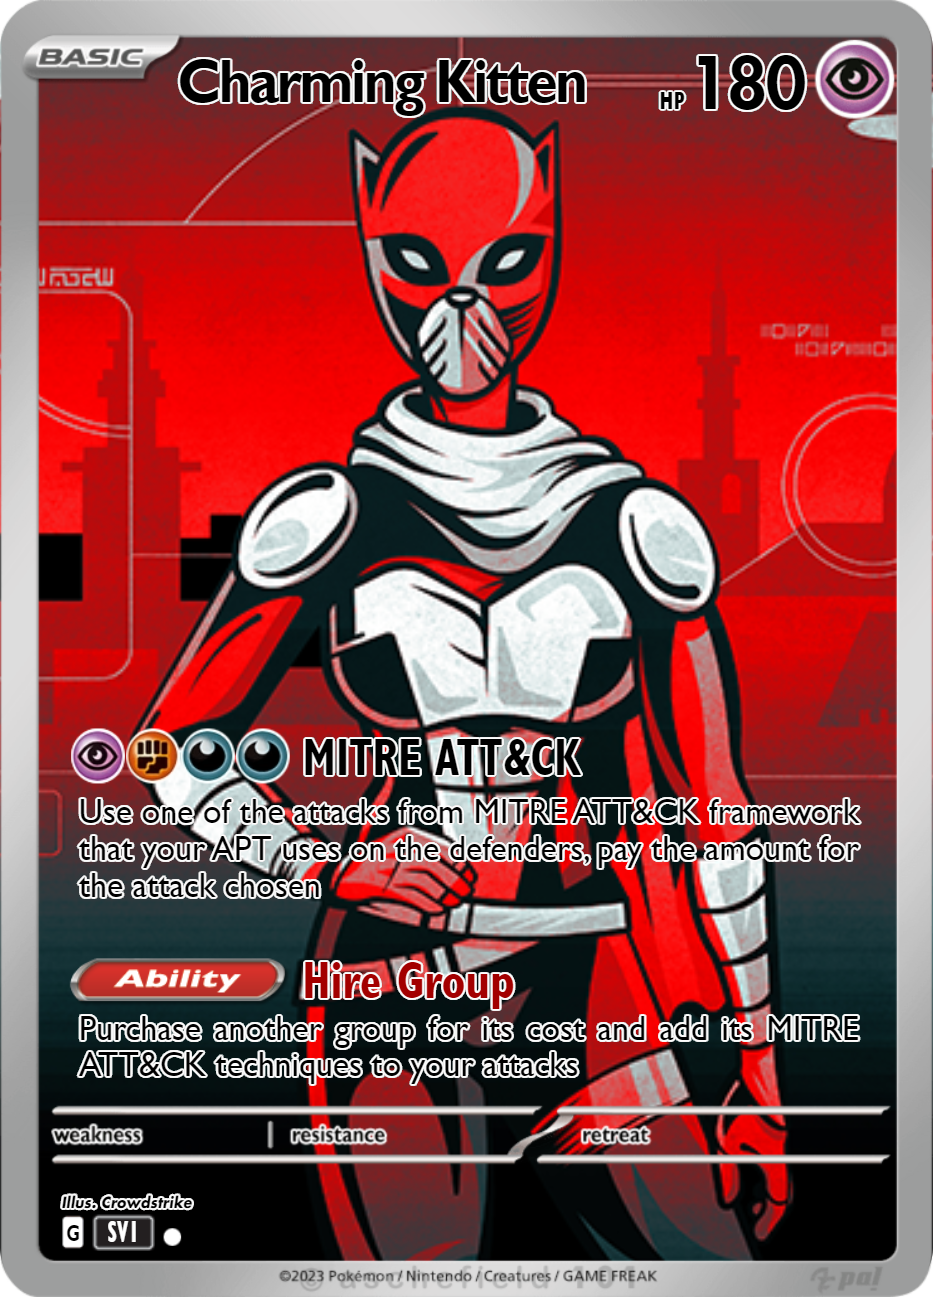 BASIC
Charming Kitten HP 180
MITRE ATT&CK
Use one of the attacks from MITRE ATT&CK framework
that your APT uses on the defenders, pay the amount for
the attack chosen
Ability Hire Group
Purchase another group for its cost and add its MITRE
ATT&CK techniques to your attacks
weakness | resistance retreat
Illus. Crowdstrike
G SVI
©2023 Pokémon / Nintendo / Creatures / GAME FREAK